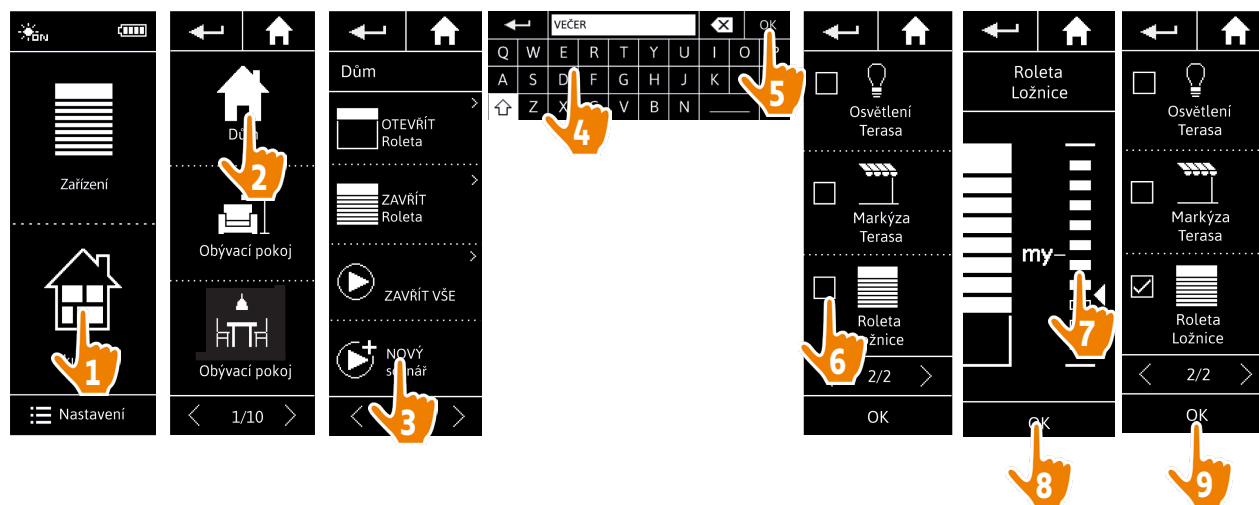 ON
Zařízení
1
Nastavení
Dům
2
Obývací pokoj
Obývací pokoj
1/10
Dům
OTEVŘÍT
Roleta
ZAVŘÍT
Roleta
ZAVŘÍT VŠE
NOVÝ
3
VEČER
OK
Q W E R T Y U I O P
A S D F G H J K
Z X C V B N
4
5
Osvětlení
Terasa
Markýza
Terasa
Roleta
Ložnice
6
2/2
OK
Roleta
Ložnice
my
7
OK
8
Osvětlení
Terasa
Markýza
Terasa
Roleta
Ložnice
2/2
OK
9